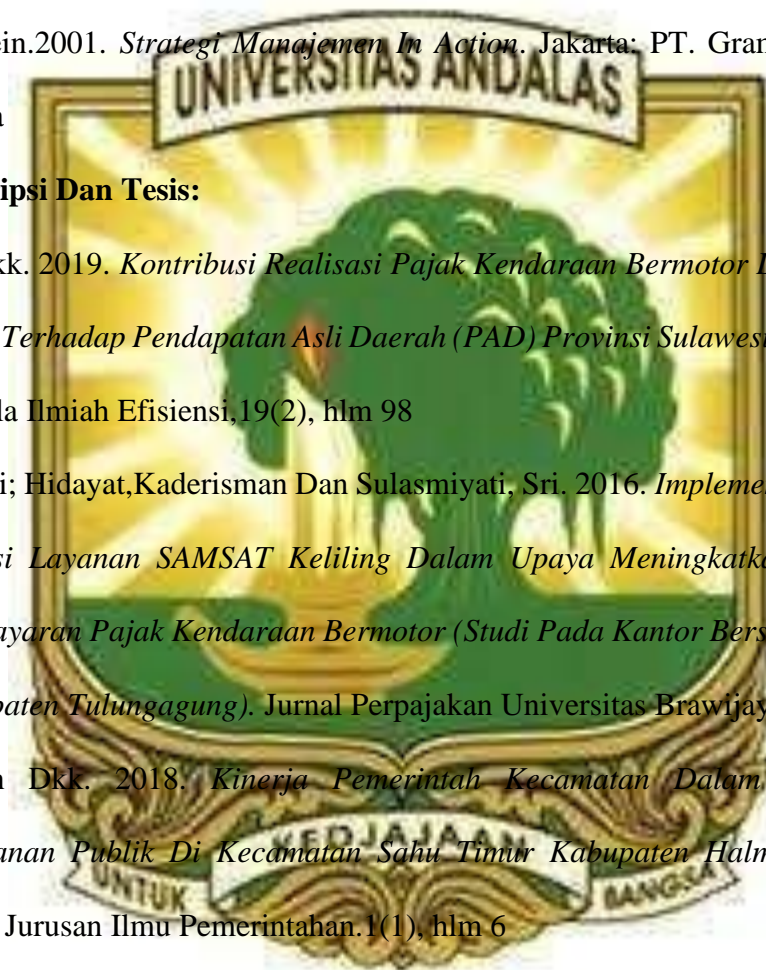 ein.2001. Strategi Manajemen In Action. Jakarta: PT. Gran
UNIVERSITAS ANDALAS
a
ipsi Dan Tesis:
kk. 2019. Kontribusi Realisasi Pajak Kendaraan Bermotor
Terhadap Pendapatan Asli Daerah (PAD) Provinsi Sulawesi
la Ilmiah Efisiensi,19(2), hlm 98
i; Hidayat,Kaderisman Dan Sulasmiyati, Sri. 2016. Impleme
si Layanan SAMSAT Keliling Dalam Upaya Meningkatka
ayaran Pajak Kendaraan Bermotor (Studi Pada Kantor Bers
paten Tulungagung). Jurnal Perpajakan Universitas Brawijay
n Dkk. 2018. Kinerja Pemerintah Kecamatan Dalam
anan Publik Di Kecamatan Sahu Timur Kabupaten Halm
UNTUK KEDJAJAAN BANGSA
Jurusan Ilmu Pemerintahan.1(1), hlm 6